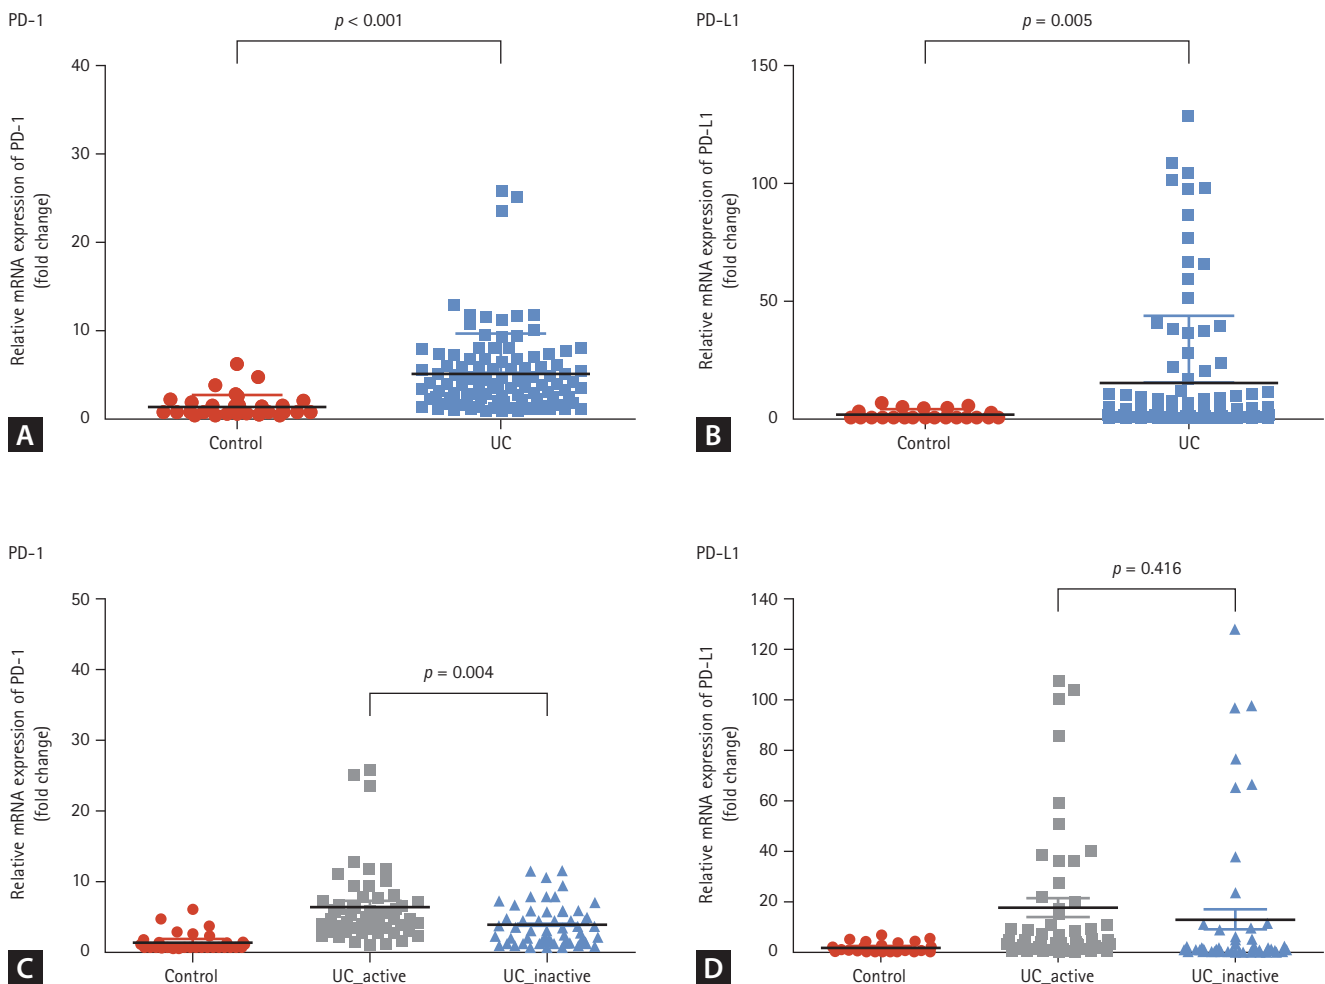 PD-1
p < 0.001
Relative mRNA expression of PD-1
(fold change)
40
30
20
10
0
Control
UC
A
PD-L1
p = 0.005
Relative mRNA expression of PD-L1
(fold change)
150
100
50
0
Control
UC
B
PD-1
p = 0.004
Relative mRNA expression of PD-1
(fold change)
50
40
30
20
10
0
Control
UC_active
UC_inactive
C
PD-L1
p = 0.416
Relative mRNA expression of PD-L1
(fold change)
140
120
100
80
60
40
20
0
Control
UC_active
UC_inactive
D